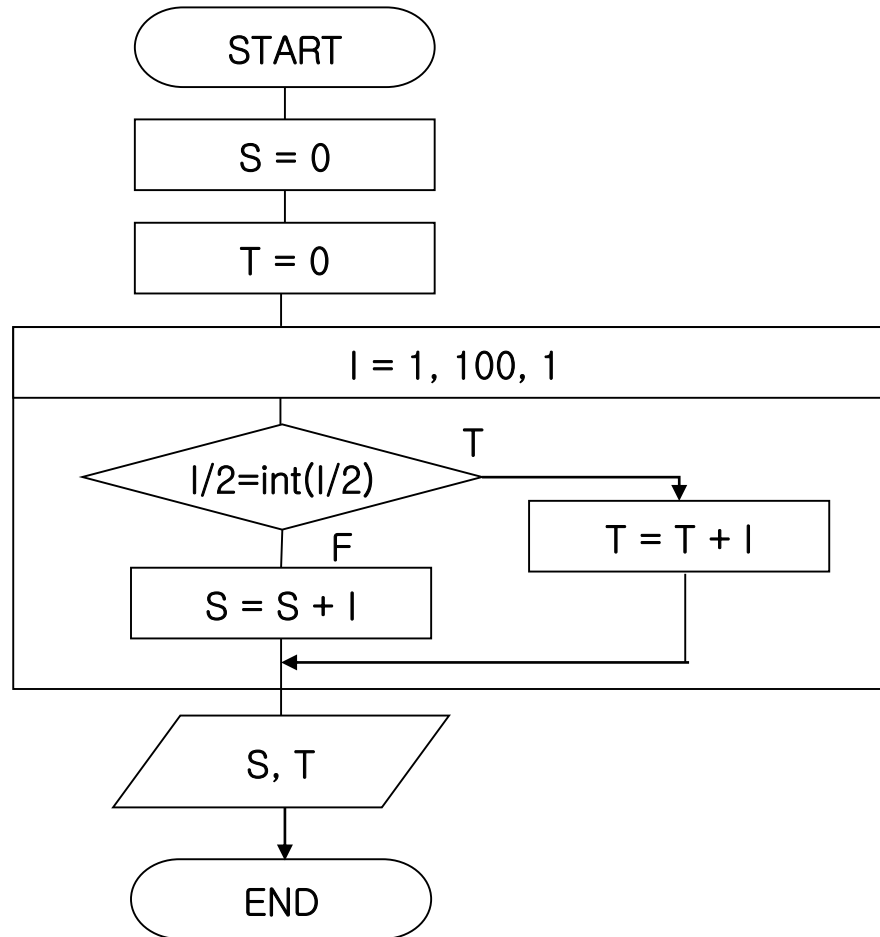 START
S = 0
T = 0
I = 1, 100, 1
I/2=int(I/2)
T
T = T + I
F
S = S + I
S, T
END